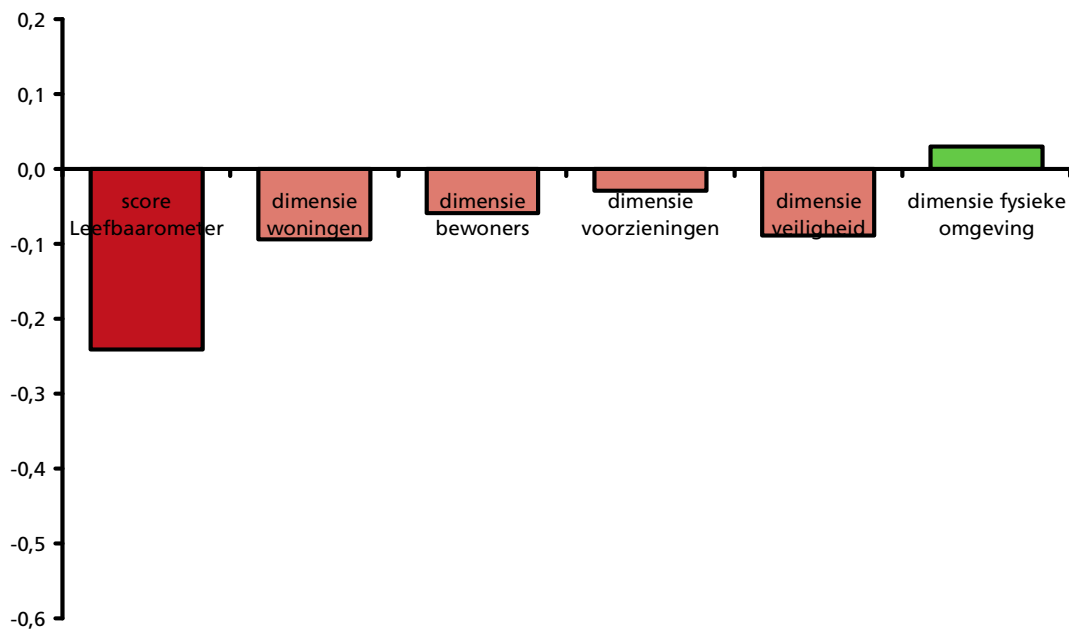 0,2
0,1
0,0
-0,1
-0,2
-0,3
-0,4
-0,5
-0,6
score
Leefbaarometer
dimensie
woningen
dimensie
bewoners
dimensie
voorzieningen
dimensie
veiligheid
dimensie fysieke
omgeving